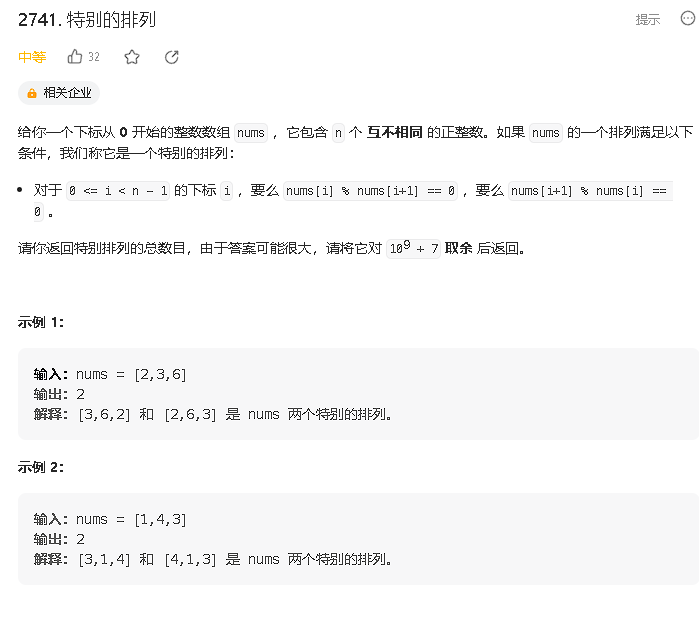 2741. 特别的排列
提示
中等 32
相关企业
给你一个下标从 0 开始的整数数组 nums ，它包含 n 个 互不相同 的正整数。如果 nums 的一个排列满足以下
条件，我们称它是一个特别的排列：
• 对于 0 <= i < n - 1 的下标 i ，要么 nums[i] % nums[i+1] == 0 ，要么 nums[i+1] % nums[i] ==
0 。
请你返回特别排列的总数目，由于答案可能很大，请将它对 10⁹ + 7 取余 后返回。
示例 1：
输入：nums = [2,3,6]
输出：2
解释：[3,6,2] 和 [2,6,3] 是 nums 两个特别的排列。
示例 2：
输入：nums = [1,4,3]
输出：2
解释：[3,1,4] 和 [4,1,3] 是 nums 两个特别的排列。